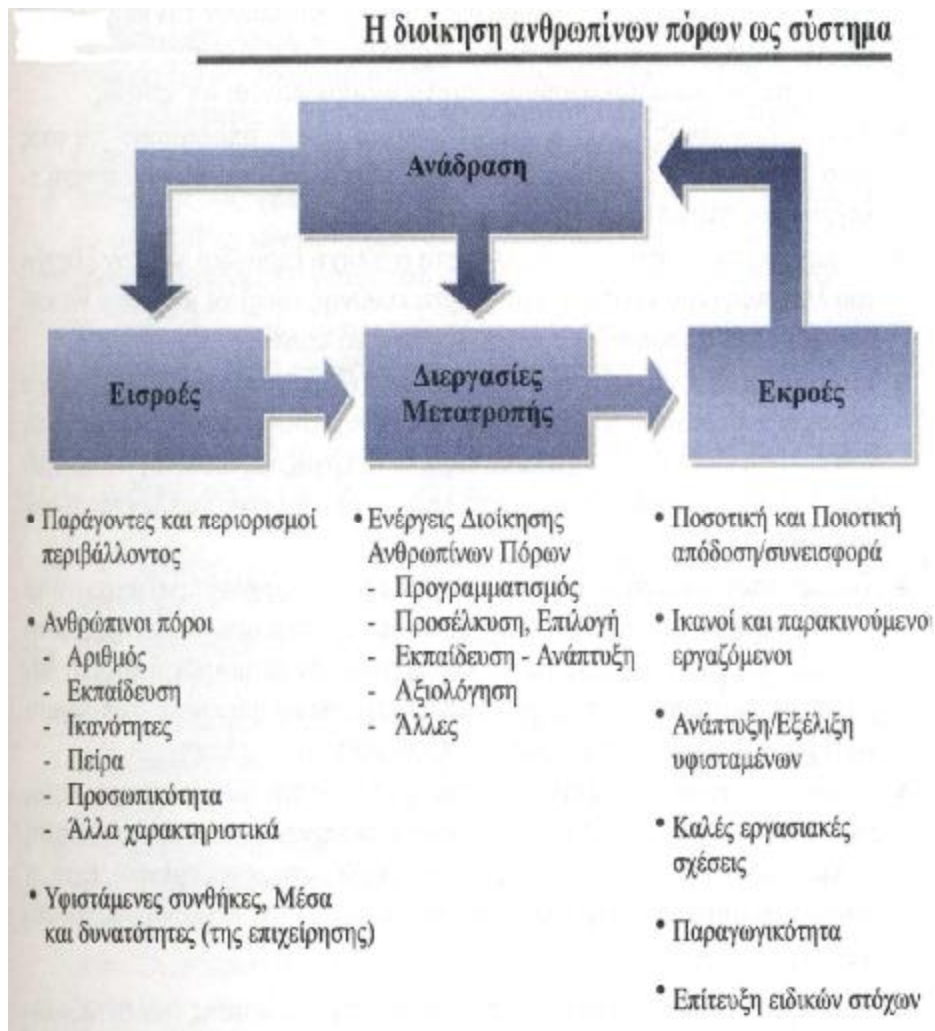 Η διοίκηση ανθρωπίνων πόρων ως σύστημα
Ανάδραση
Εισροές
Διεργασίες
Μετατροπής
Εκροές
• Παράγοντες και περιορισμοί
περιβάλλοντος
• Ανθρώπινοι πόροι
- Αριθμός
- Εκπαίδευση
- Ικανότητες
- Πείρα
- Προσωπικότητα
- Άλλα χαρακτηριστικά
• Υφιστάμενες συνθήκες, Μέσα
και δυνατότητες (της επιχείρησης)
• Ενέργεις Διοίκησης
Ανθρωπίνων Πόρων
- Προγραμματισμός
- Προσέλκυση, Επιλογή
- Εκπαίδευση - Ανάπτυξη
- Αξιολόγηση
- Άλλες
• Ποσοτική και Ποιοτική
απόδοση/συνεισφορά
• Ικανοί και παρακινούμενοι
εργαζόμενοι
• Ανάπτυξη/Εξέλιξη
υφισταμένων
• Καλές εργασιακές
σχέσεις
• Παραγωγικότητα
• Επίτευξη ειδικών στόχων